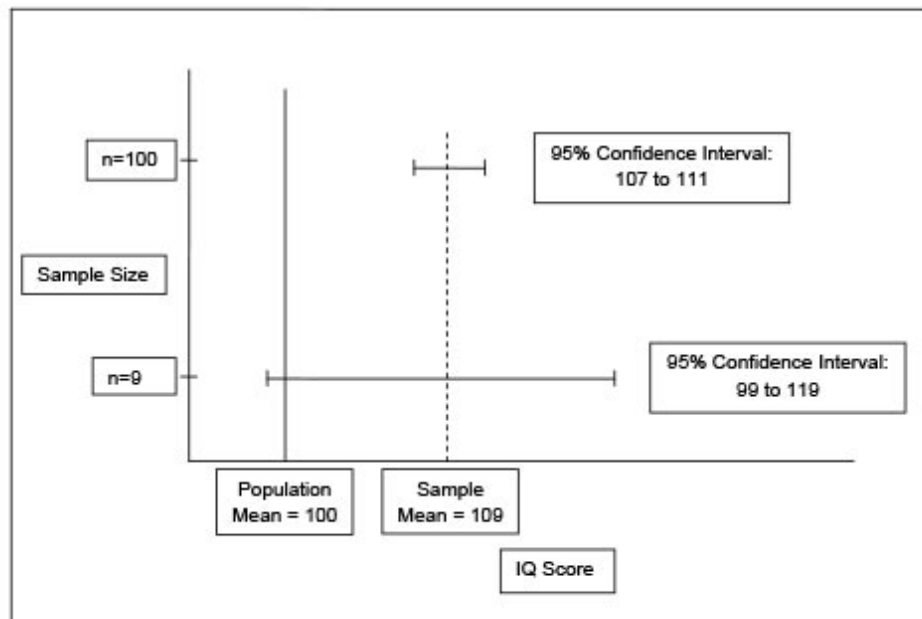 n=100
95% Confidence Interval:
107 to 111
Sample Size
n=9
95% Confidence Interval:
99 to 119
Population
Mean = 100
Sample
Mean = 109
IQ Score